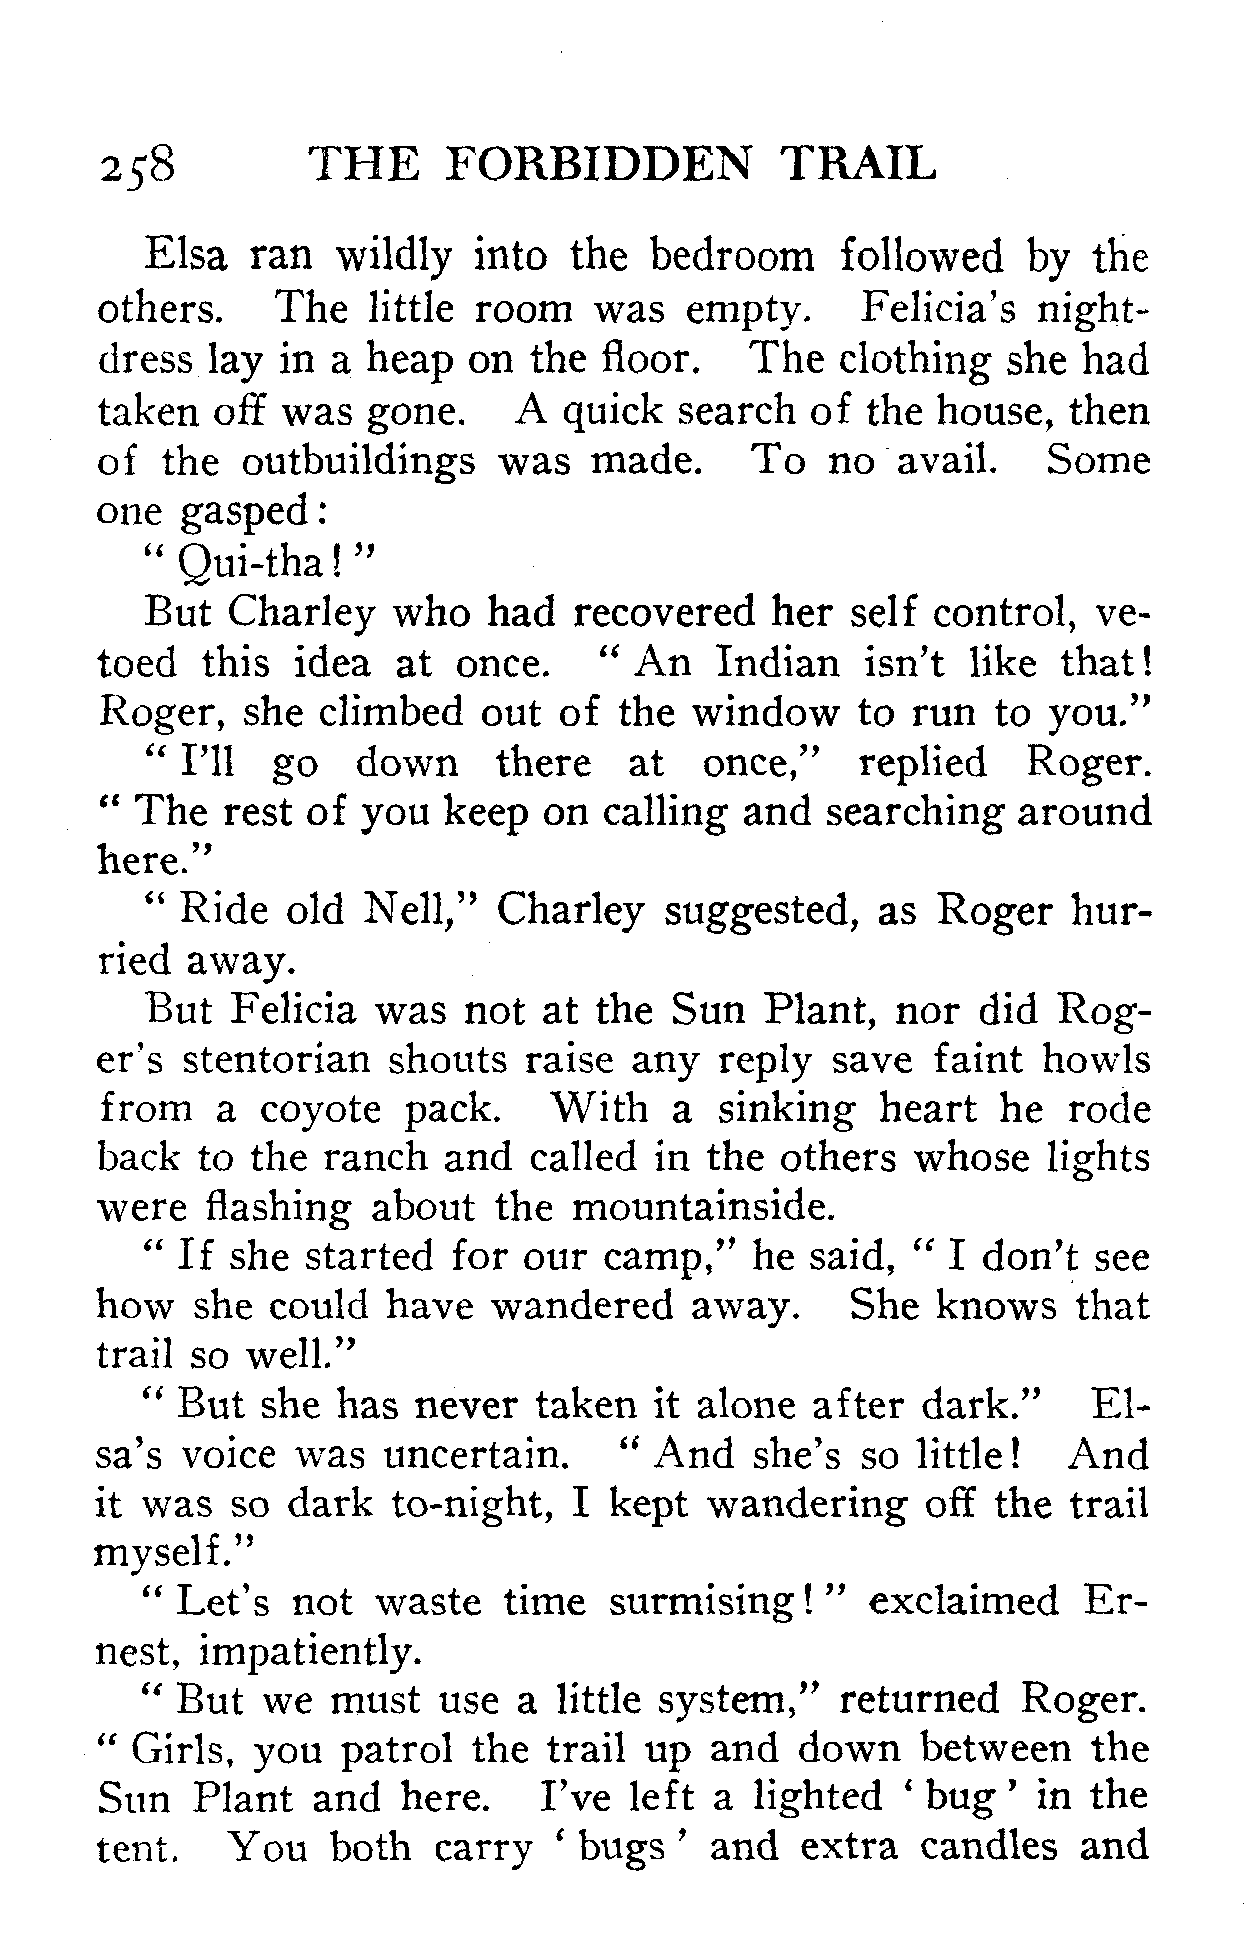 258 THE FORBIDDEN TRAIL
Elsa ran wildly into the bedroom followed by the
others. The little room was empty. Felicia's night-
dress lay in a heap on the floor. The clothing she had
taken off was gone. A quick search of the house, then
of the outbuildings was made. To no avail. Some
one gasped:
" Qui-tha! "
But Charley who had recovered her self control, ve-
toed this idea at once. " An Indian isn't like that!
Roger, she climbed out of the window to run to you."
" I'll go down there at once," replied Roger.
" The rest of you keep on calling and searching around
here."
" Ride old Nell," Charley suggested, as Roger hur-
ried away.
But Felicia was not at the Sun Plant, nor did Rog-
er's stentorian shouts raise any reply save faint howls
from a coyote pack. With a sinking heart he rode
back to the ranch and called in the others whose lights
were flashing about the mountainside.
" If she started for our camp," he said, " I don't see
how she could have wandered away. She knows that
trail so well."
" But she has never taken it alone after dark." El-
sa's voice was uncertain. " And she's so little! And
it was so dark to-night, I kept wandering off the trail
myself."
" Let's not waste time surmising! " exclaimed Er-
nest, impatiently.
" But we must use a little system," returned Roger.
" Girls, you patrol the trail up and down between the
Sun Plant and here. I've left a lighted ' bug ' in the
tent. You both carry ' bugs ' and extra candles and